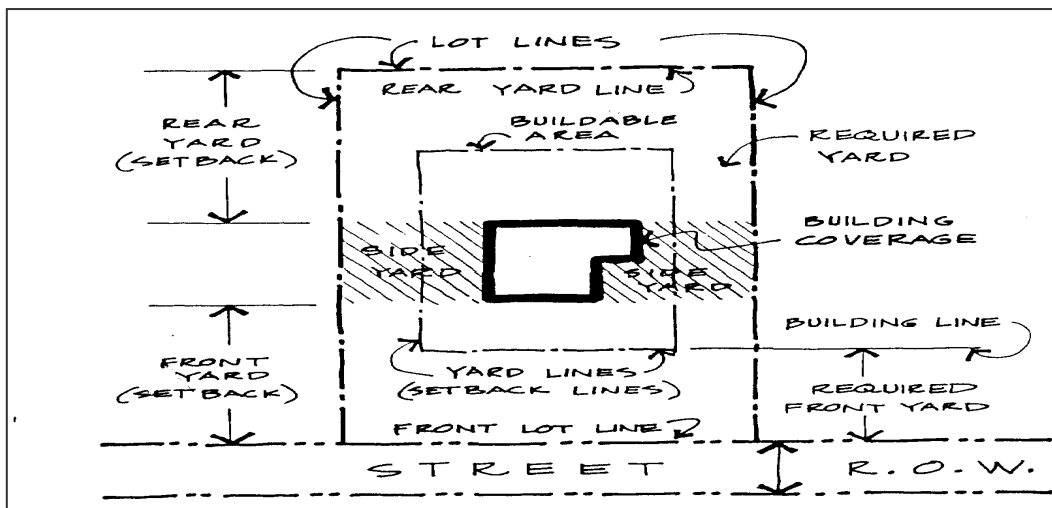 LOT LINES
REAR YARD LINE
BUILDABLE
AREA
REAR
YARD
(SETBACK)
REQUIRED
YARD
BUILDING
COVERAGE
SIDE
YARD
SIDE
YARD
BUILDING LINE
FRONT
YARD
(SETBACK)
YARD LINES
(SETBACK LINES)
REQUIRED
FRONT YARD
FRONT LOT LINE
STREET R.O.W.